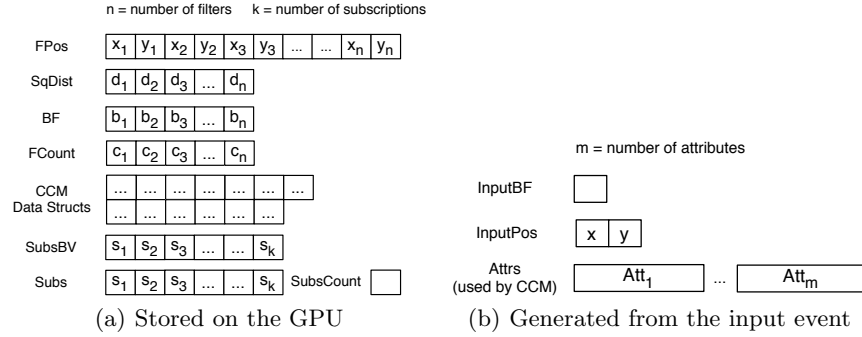 n = number of filters k = number of subscriptions
FPos x₁ y₁ x₂ y₂ x₃ y₃ ... ... xₙ yₙ
SqDist d₁ d₂ d₃ ... dₙ
BF b₁ b₂ b₃ ... bₙ
FCount c₁ c₂ c₃ ... cₙ
CCM
Data Structs
... ... ... ... ... ... ...
... ... ... ... ... ...
SubsBV s₁ s₂ s₃ ... ... sₖ
Subs s₁ s₂ s₃ ... ... sₖ SubsCount
(a) Stored on the GPU
m = number of attributes
InputBF
InputPos x y
Attrs
(used by CCM)
Att₁ ... Attₘ
(b) Generated from the input event